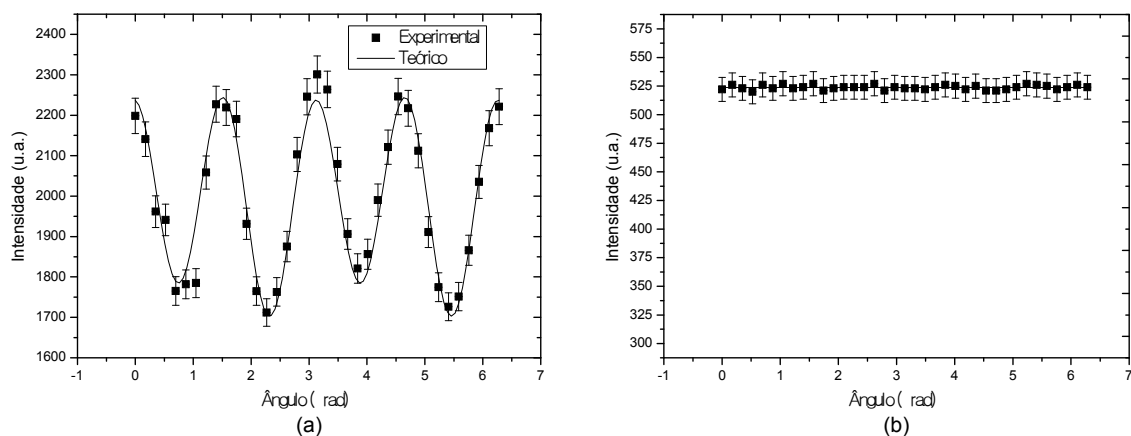 2400
2300
2200
2100
2000
1900
1800
1700
1600
-1 0 1 2 3 4 5 6 7
Intensidade (u.a.)
Ângulo ( rad)
Experimental
Teórico
(a)
575
550
525
500
475
450
425
400
375
350
325
300
-1 0 1 2 3 4 5 6 7
Intensidade (u.a.)
Ângulo ( rad)
(b)